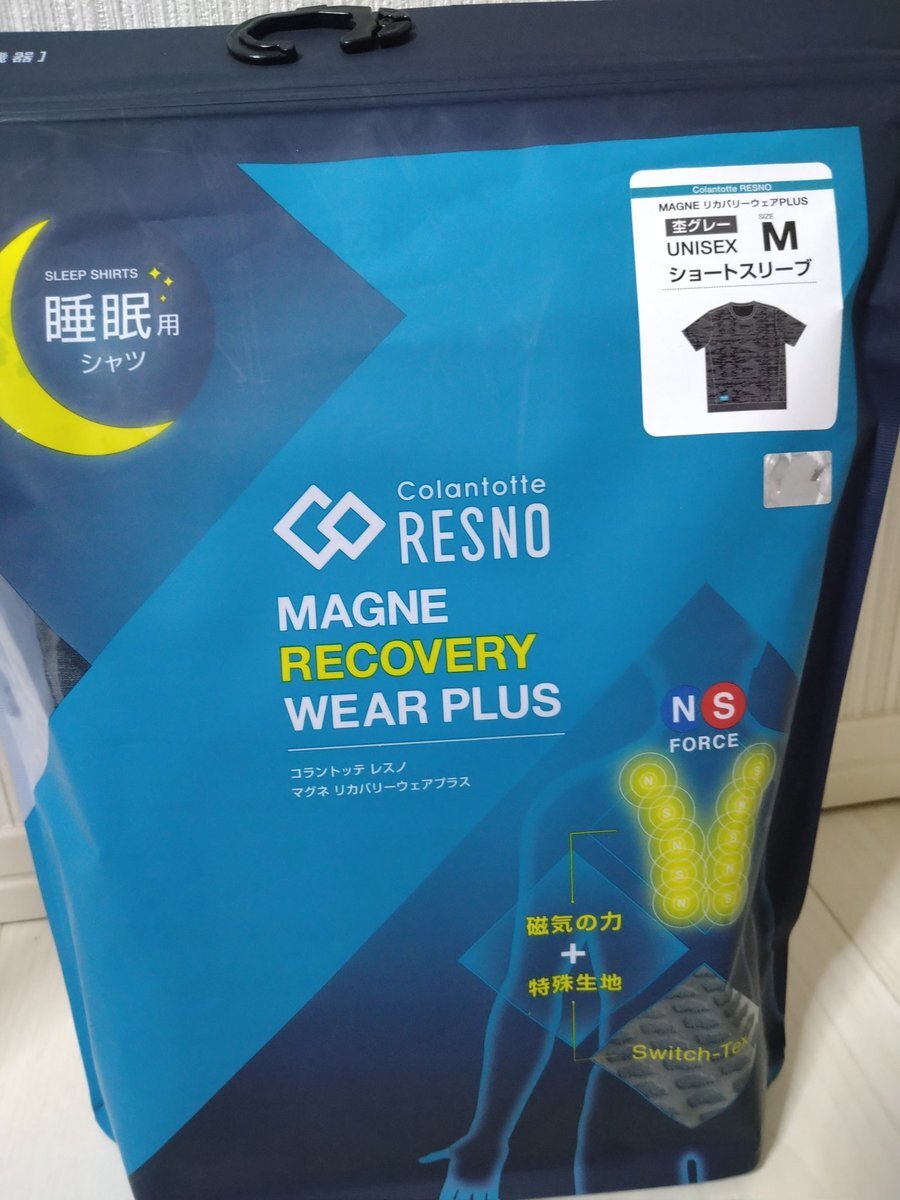 機器]
Colantotte RESNO
MAGNE リカバリーウェアPLUS
杢グレー
SIZE
M
UNISEX
ショートスリーブ
SLEEP SHIRTS
睡眠用
シャツ
Colantotte
RESNO
MAGNE
RECOVERY
WEAR PLUS
コラントッテ レスノ
マグネ リカバリーウェアプラス
N S
FORCE
N
S
N
S
N
S
N
S
N
S
磁気の力
+
特殊生地
Switch-Tex